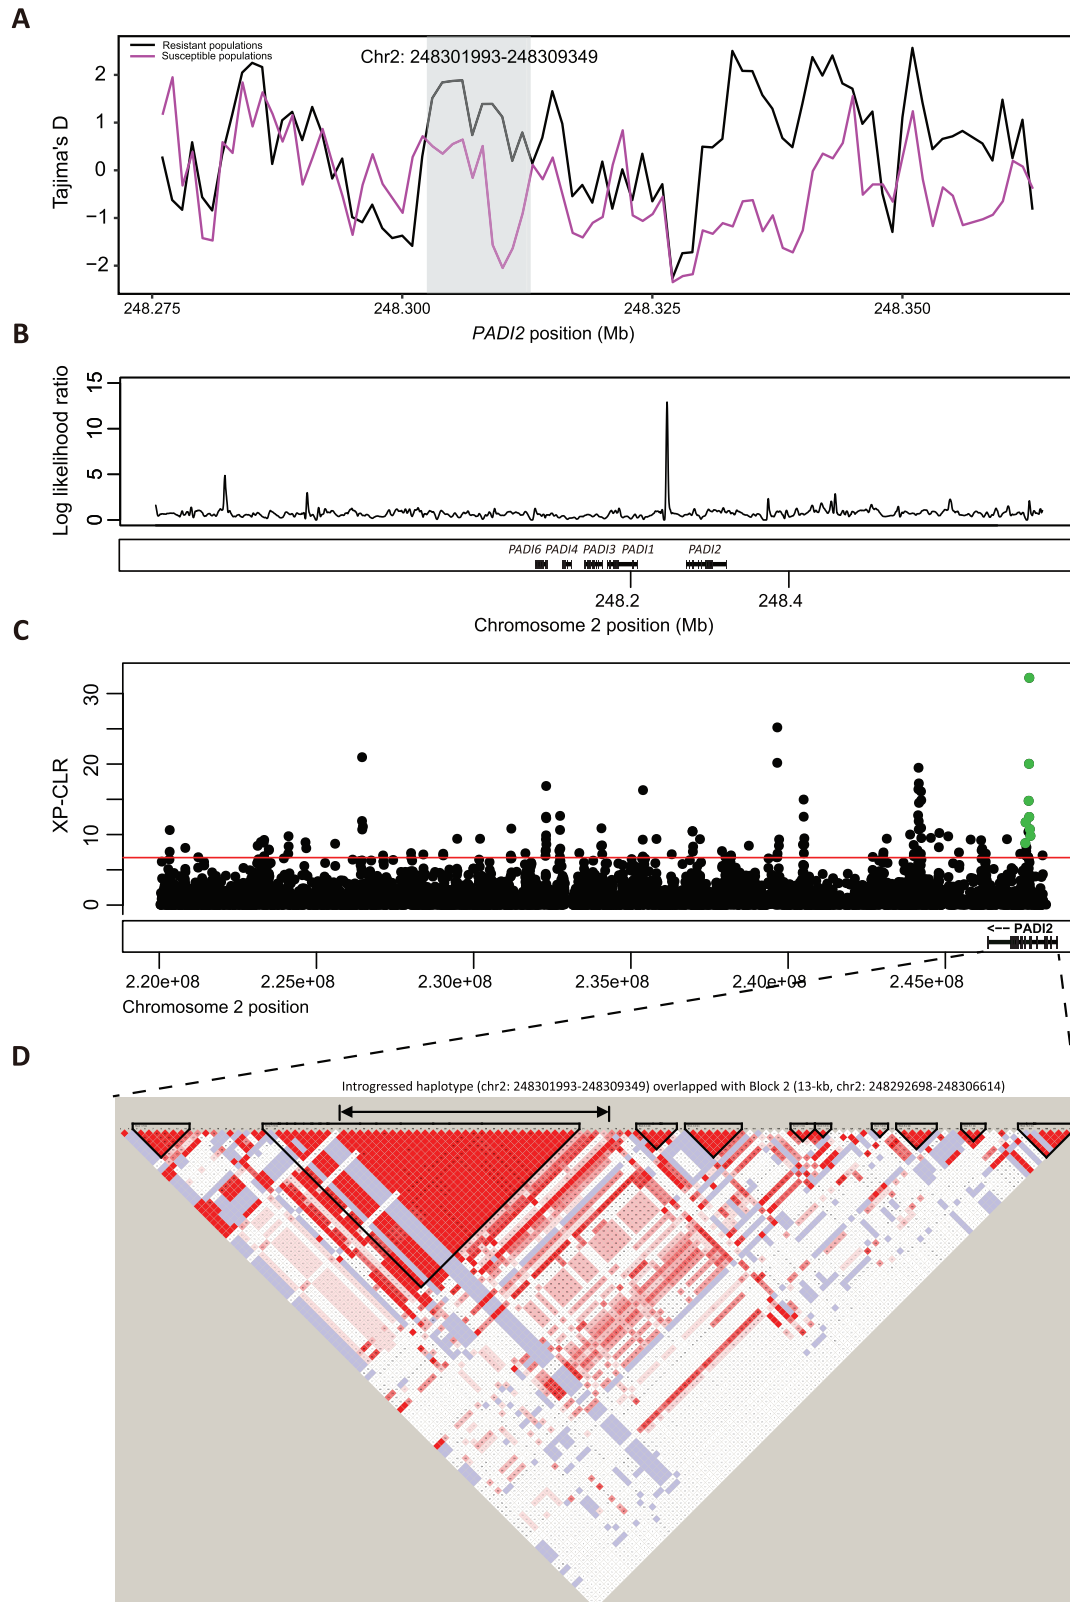 A
Resistant populations
Susceptible populations
Chr2: 248301993-248309349
Tajima's D
2
1
0
−1
−2
248.275
248.300
248.325
248.350
PADI2 position (Mb)
B
Log likelihood ratio
15
10
5
0
PADI6 PADI4 PADI3 PADI1 PADI2
248.2
248.4
Chromosome 2 position (Mb)
C
XP-CLR
30
20
10
0
<-- PADI2
2.20e+08
2.25e+08
2.30e+08
2.35e+08
2.40e+08
2.45e+08
Chromosome 2 position
D
Introgressed haplotype (chr2: 248301993-248309349) overlapped with Block 2 (13-kb, chr2: 248292698-248306614)